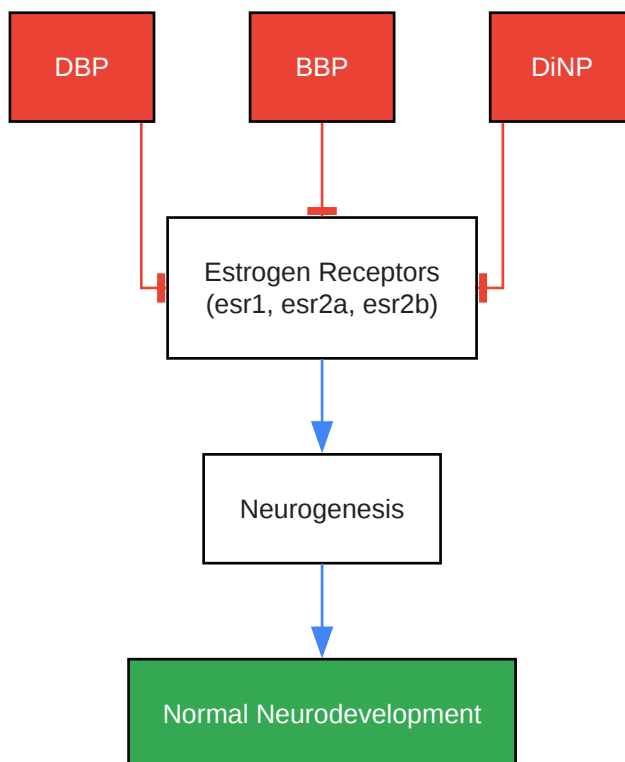 DBP
BBP
DiNP
Estrogen Receptors
(esr1, esr2a, esr2b)
Neurogenesis
Normal Neurodevelopment